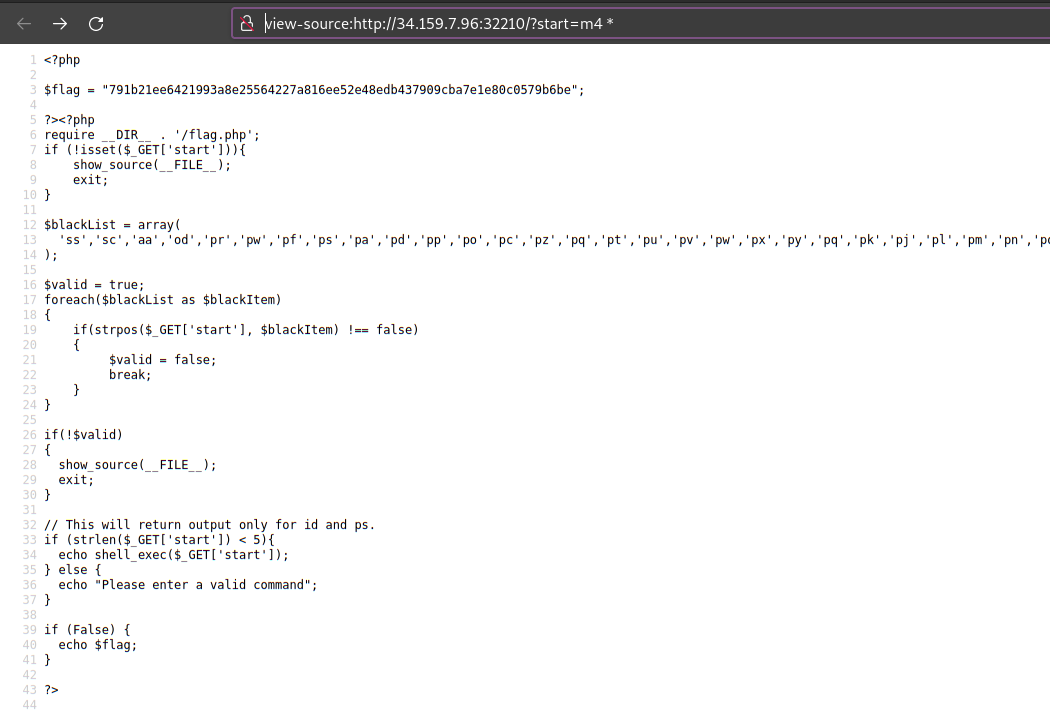 view-source:http://34.159.7.96:32210/?start=m4 *
1 <?php
2
3 $flag = "791b21ee6421993a8e25564227a816ee52e48edb437909cba7e1e80c0579b6be";
4
5 ?><?php
6 require __DIR__ . '/flag.php';
7 if (!isset($_GET['start'])){
8     show_source(__FILE__);
9     exit;
10 }
11
12 $blackList = array(
13   'ss','sc','aa','od','pr','pw','pf','ps','pa','pd','pp','po','pc','pz','pq','pt','pu','pv','pw','px','py','pq','pk','pj','pl','pm','pn','po
14 );
15
16 $valid = true;
17 foreach($blackList as $blackItem)
18 {
19     if(strpos($_GET['start'], $blackItem) !== false)
20     {
21          $valid = false;
22          break;
23     }
24 }
25
26 if(!$valid)
27 {
28   show_source(__FILE__);
29   exit;
30 }
31
32 // This will return output only for id and ps.
33 if (strlen($_GET['start']) < 5){
34   echo shell_exec($_GET['start']);
35 } else {
36   echo "Please enter a valid command";
37 }
38
39 if (False) {
40   echo $flag;
41 }
42
43 ?>
44